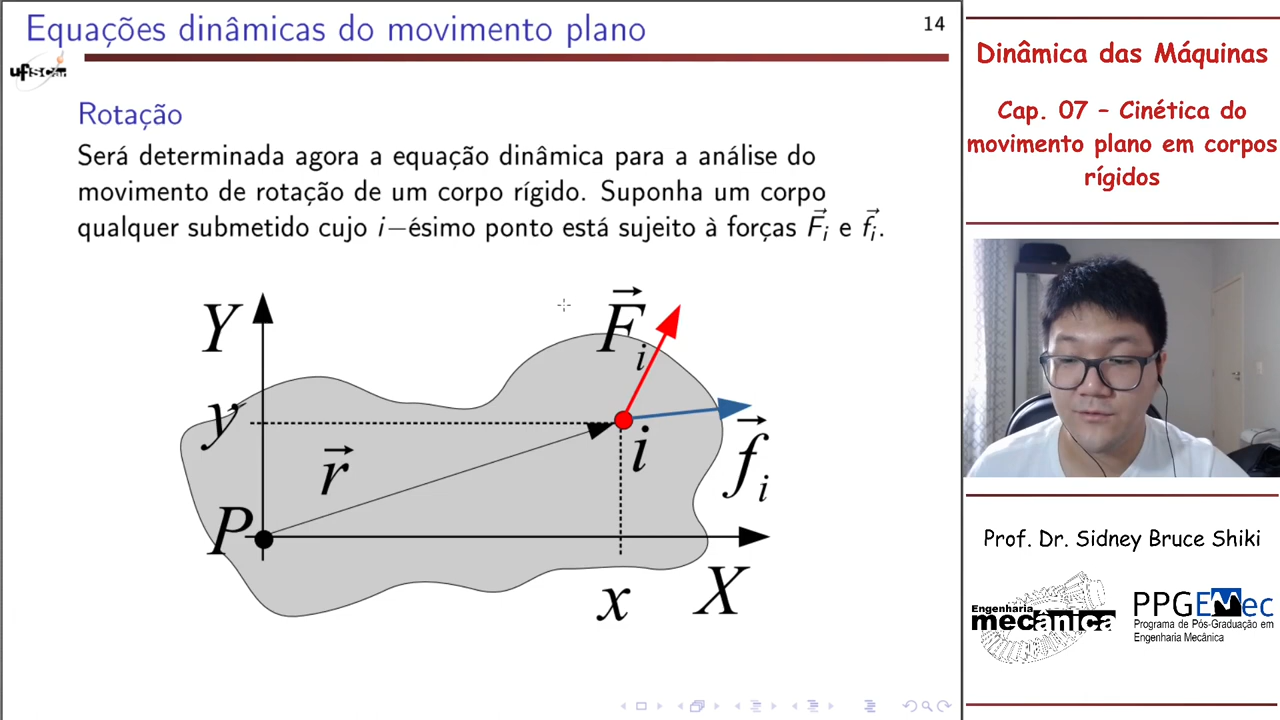 Equações dinâmicas do movimento plano
14
ufscar
Rotação
Será determinada agora a equação dinâmica para a análise do
movimento de rotação de um corpo rígido. Suponha um corpo
qualquer submetido cujo i−ésimo ponto está sujeito à forças F⃗i e f⃗i.
Y
F⃗i
y
r⃗
i
f⃗i
P
x
X
Dinâmica das Máquinas
Cap. 07 – Cinética do
movimento plano em corpos
rígidos
Prof. Dr. Sidney Bruce Shiki
Engenharia
mecânica
PPGEMec
Programa de Pós-Graduação em
Engenharia Mecânica